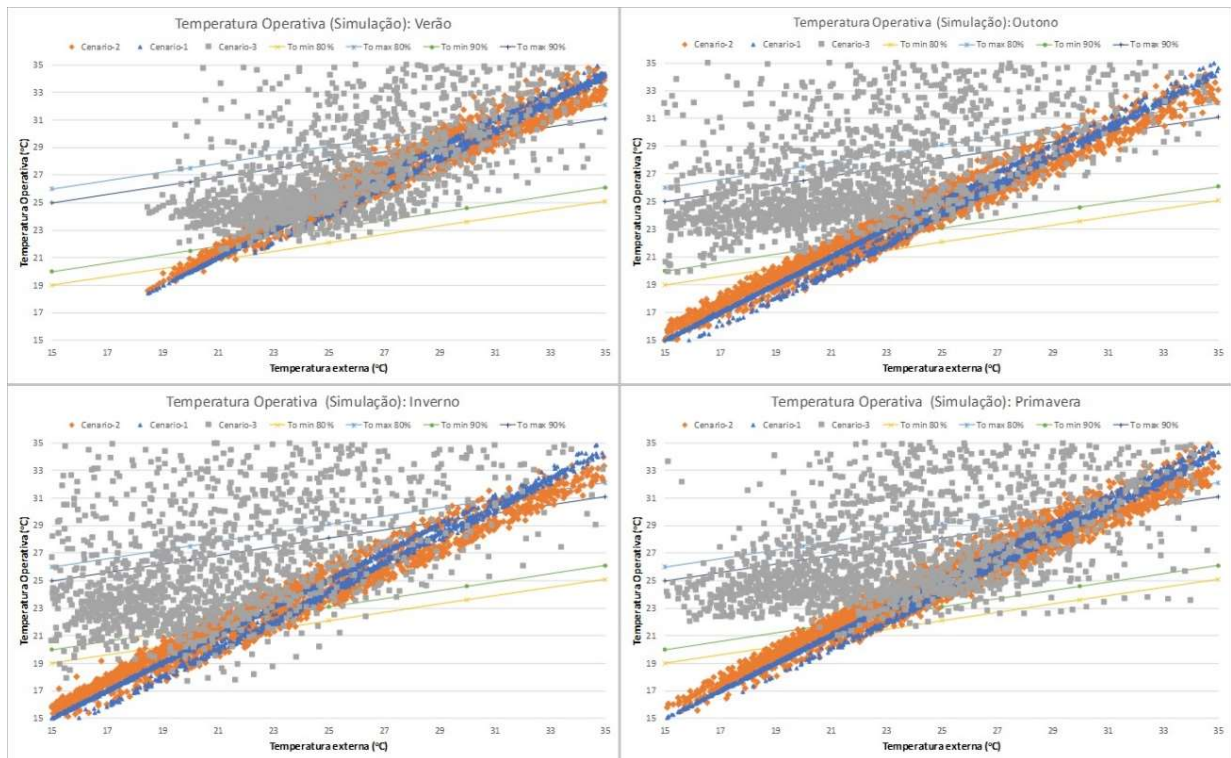 Temperatura Operativa (Simulação): Verão
Cenario-2 Cenario-1 Cenario-3 To min 80% To max 80% To min 90% To max 90%
Temperatura Operativa (°C)
35
33
31
29
27
25
23
21
19
17
15
15 17 19 21 23 25 27 29 31 33 35
Temperatura externa (°C)
Temperatura Operativa (Simulação): Outono
Cenario-2 Cenario-1 Cenario-3 To min 80% To max 80% To min 90% To max 90%
Temperatura Operativa (°C)
35
33
31
29
27
25
23
21
19
17
15
15 17 19 21 23 25 27 29 31 33 35
Temperatura externa (°C)
Temperatura Operativa (Simulação): Inverno
Cenario-2 Cenario-1 Cenario-3 To min 80% To max 80% To min 90% To max 90%
Temperatura Operativa (°C)
35
33
31
29
27
25
23
21
19
17
15
15 17 19 21 23 25 27 29 31 33 35
Temperatura externa (°C)
Temperatura Operativa (Simulação): Primavera
Cenario-2 Cenario-1 Cenario-3 To min 80% To max 80% To min 90% To max 90%
Temperatura Operativa (°C)
35
33
31
29
27
25
23
21
19
17
15
15 17 19 21 23 25 27 29 31 33 35
Temperatura externa (°C)